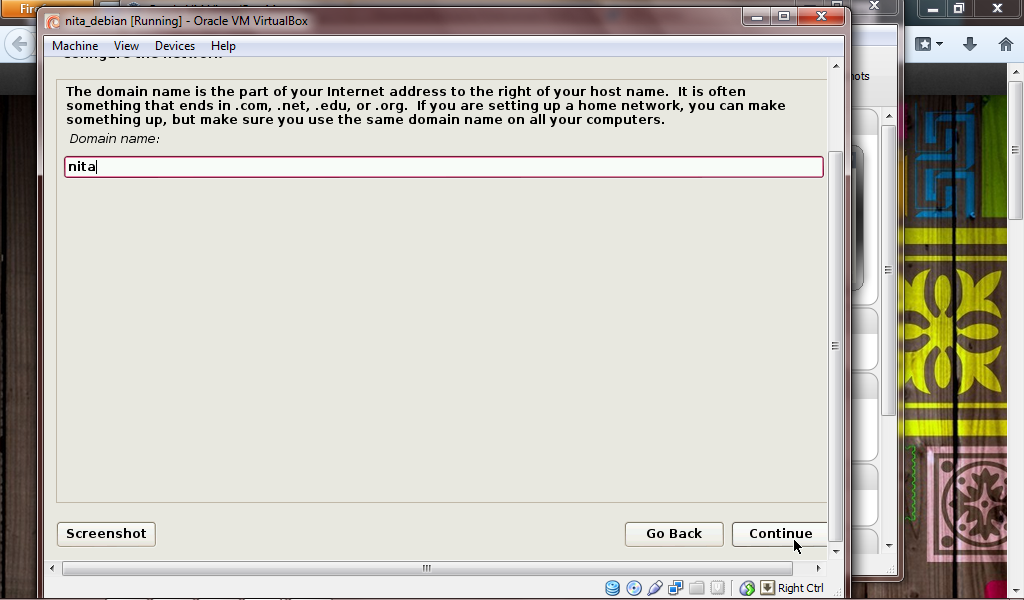 nita_debian [Running] - Oracle VM VirtualBox
Machine View Devices Help
Configure the network
The domain name is the part of your Internet address to the right of your host name.  It is often
something that ends in .com, .net, .edu, or .org.  If you are setting up a home network, you can make
something up, but make sure you use the same domain name on all your computers.
Domain name:
nita
Screenshot Go Back Continue
Right Ctrl